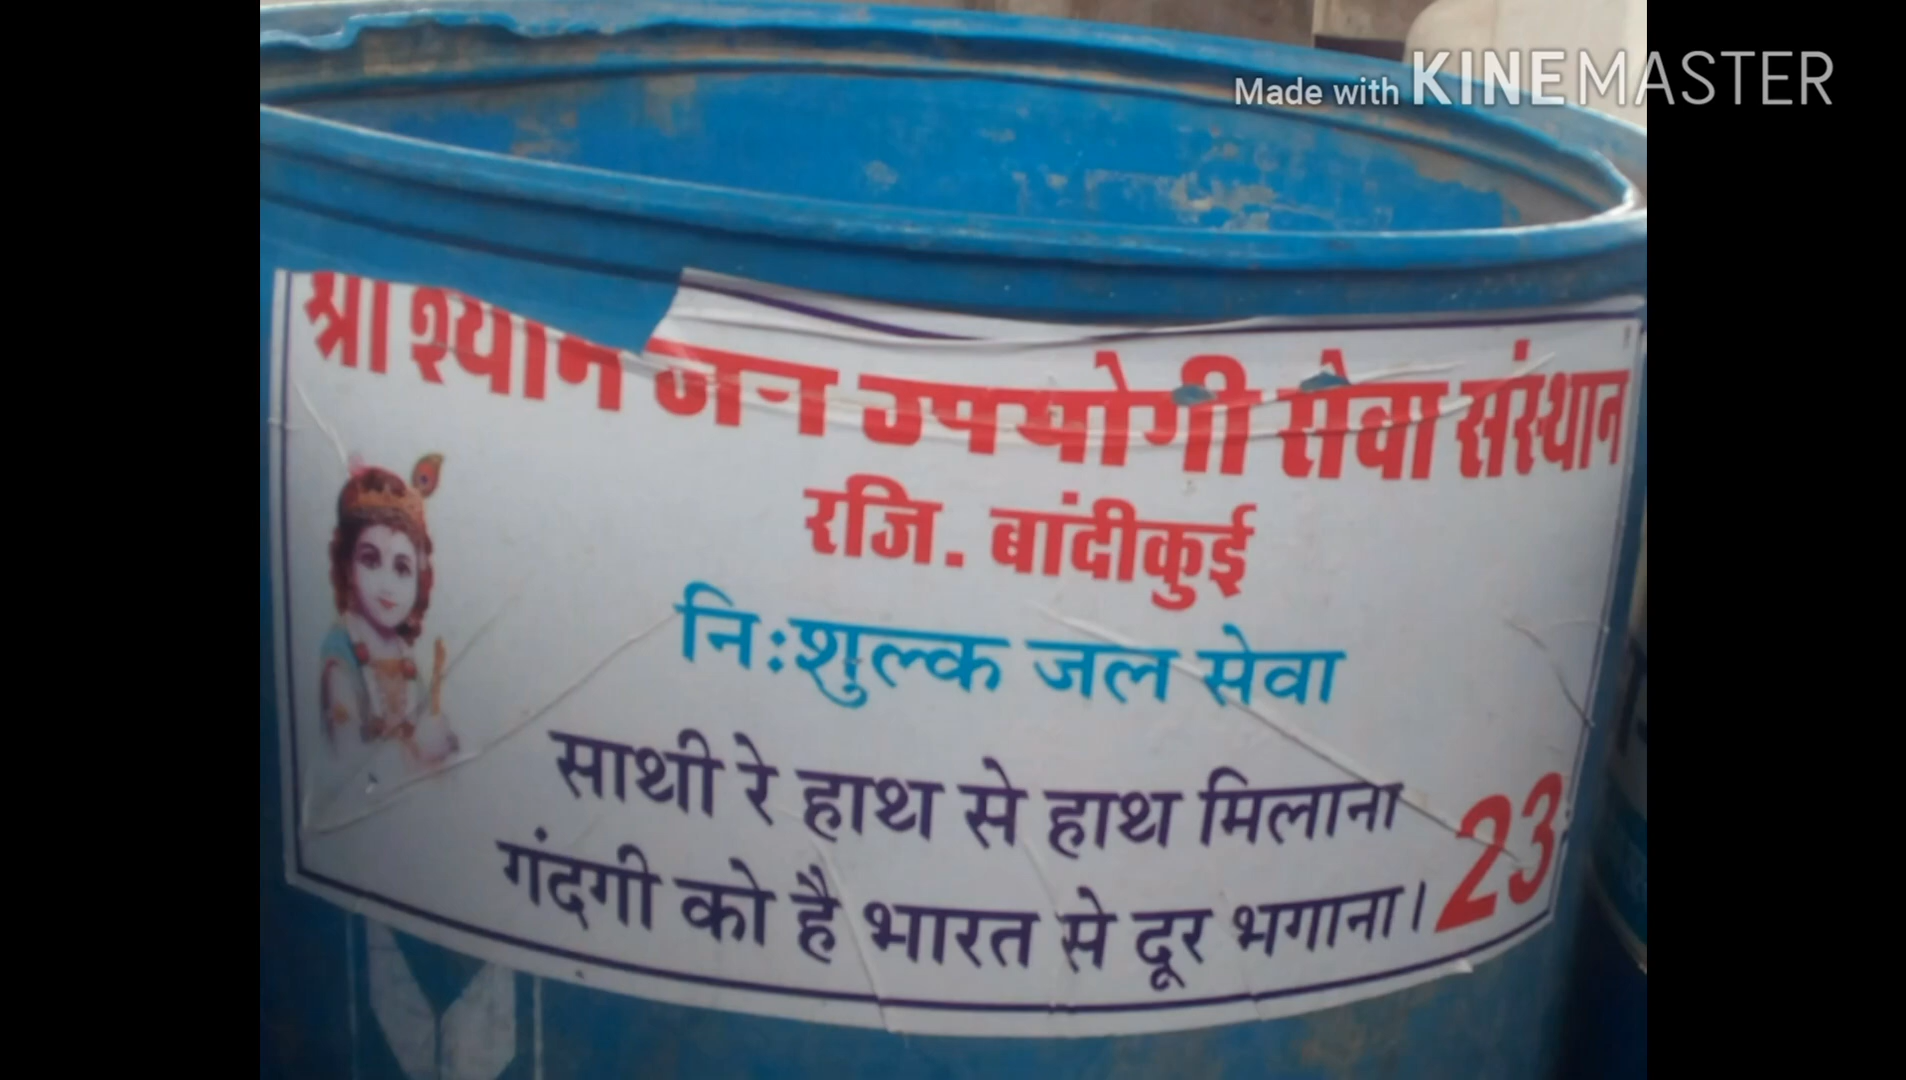 Made with KINEMASTER
श्री श्याम जन उपयोगी सेवा संस्थान
रजि. बांदीकुई
निःशुल्क जल सेवा
साथी रे हाथ से हाथ मिलाना
गंदगी को है भारत से दूर भगाना।
23